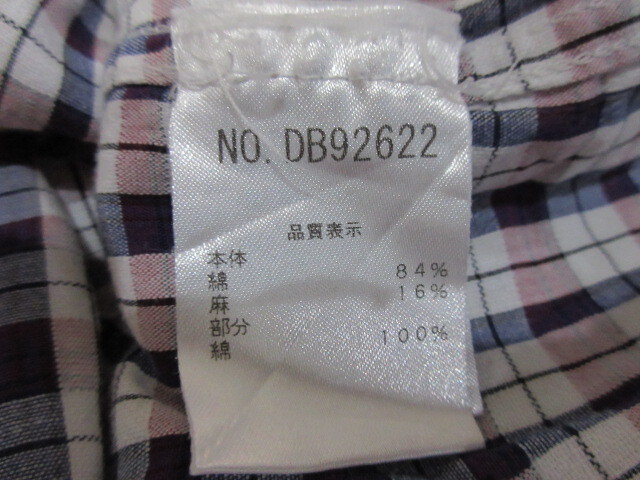 NO. DB92622
品質表示
本体
綿 84%
麻 16%
部分
綿 100%